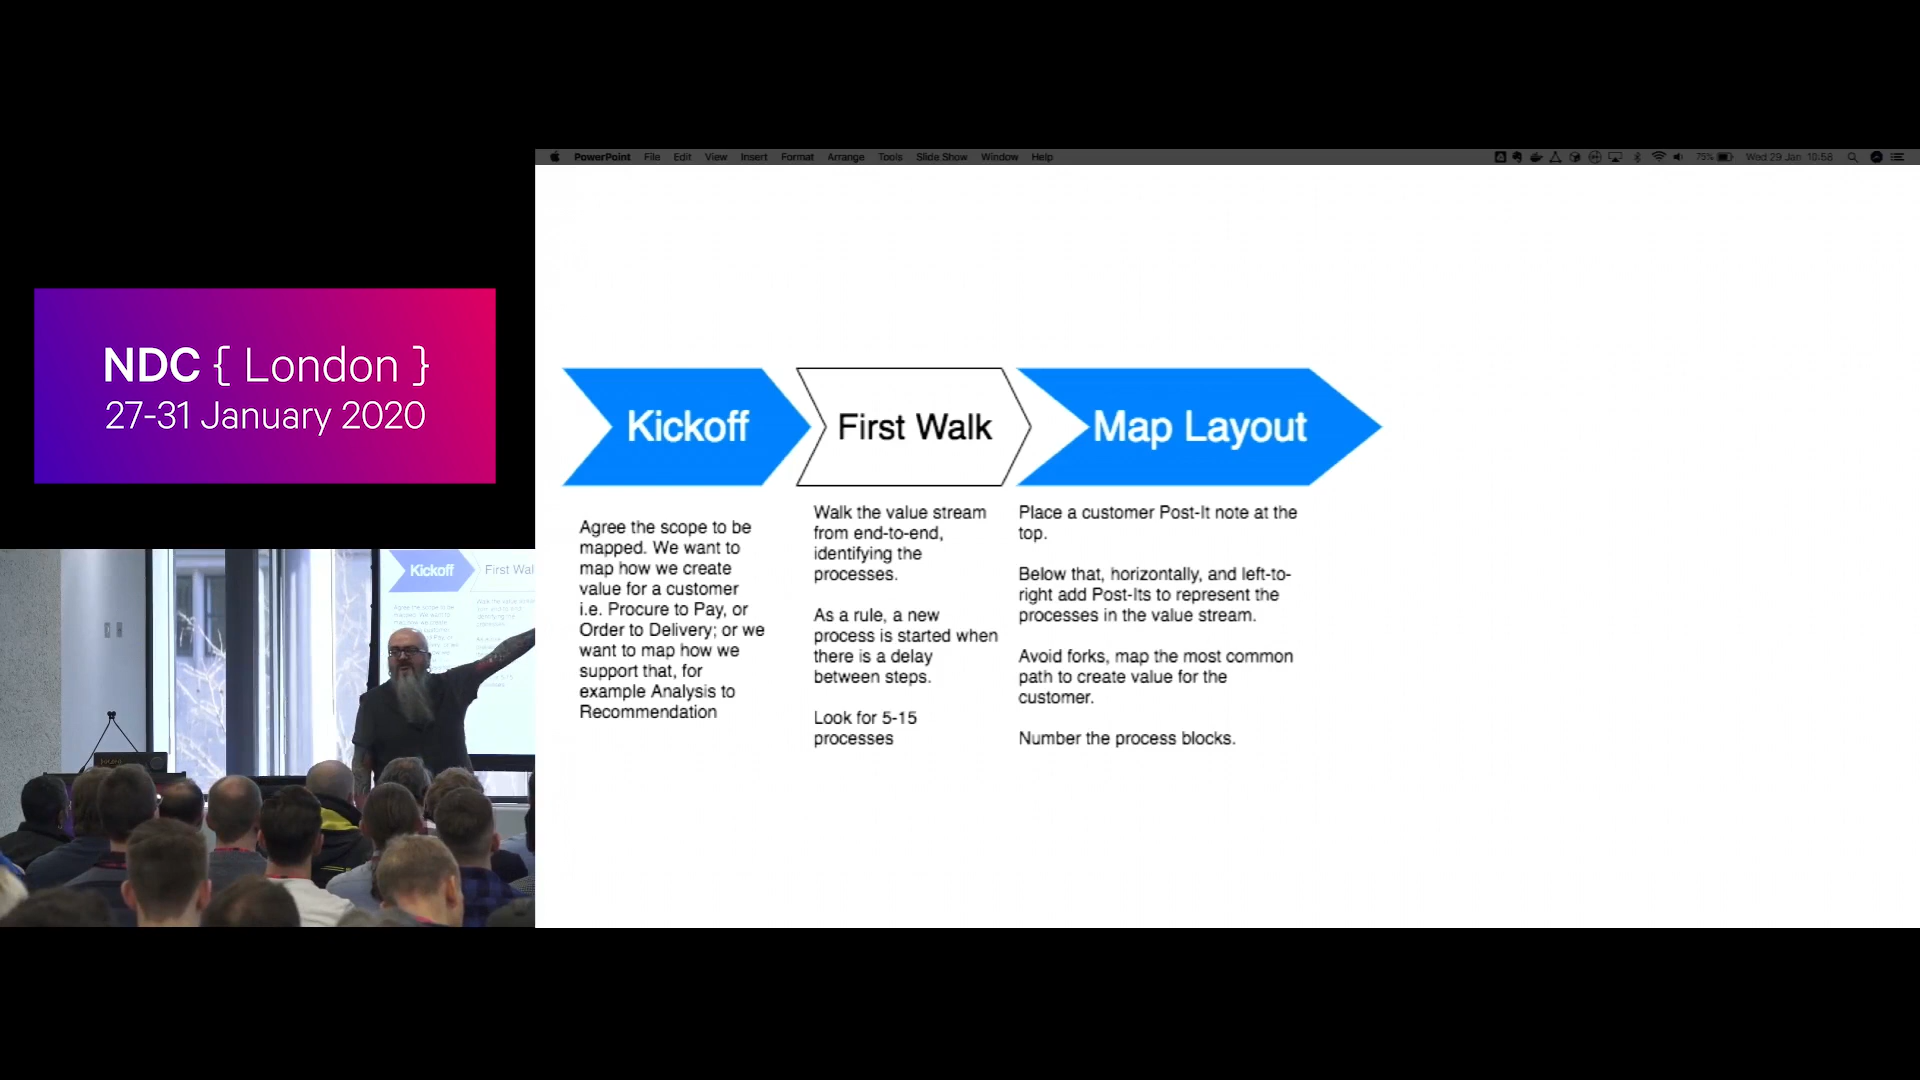 NDC { London }
27-31 January 2020
PowerPoint File Edit View Insert Format Arrange Tools Slide Show Window Help
75% Wed 29 Jan 10:58
Kickoff
First Walk
Map Layout
Agree the scope to be
mapped. We want to
map how we create
value for a customer
i.e. Procure to Pay, or
Order to Delivery; or we
want to map how we
support that, for
example Analysis to
Recommendation
Walk the value stream
from end-to-end,
identifying the
processes.
As a rule, a new
process is started when
there is a delay
between steps.
Look for 5-15
processes
Place a customer Post-It note at the
top.
Below that, horizontally, and left-to-
right add Post-Its to represent the
processes in the value stream.
Avoid forks, map the most common
path to create value for the
customer.
Number the process blocks.
Kickoff
First Wal